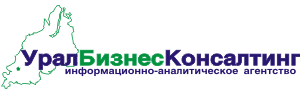 УралБизнесКонсалтинг
информационно-аналитическое агентство